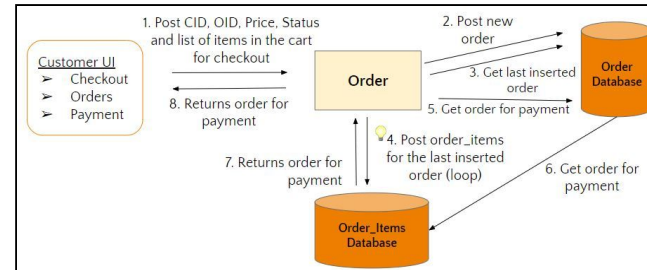 1. Post CID, OID, Price, Status
and list of items in the cart
for checkout
2. Post new
order
Customer UI
➢ Checkout
➢ Orders
➢ Payment
Order
Order
Database
3. Get last inserted
order
8. Returns order for
payment
5. Get order for payment
4. Post order_items
for the last inserted
order (loop)
7. Returns order for
payment
6. Get order for
payment
Order_Items
Database